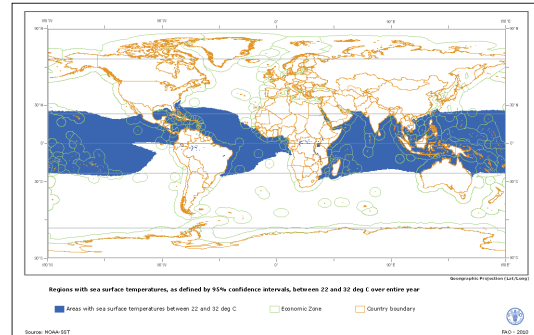 Geographic Projection (Lat/Long)
Regions with sea surface temperatures, as defined by 95% confidence intervals, between 22 and 32 deg C over entire year
Areas with sea surface temperatures between 22 and 32 deg C Economic Zone Country boundary
Source: NOAA-SST FAO - 2010